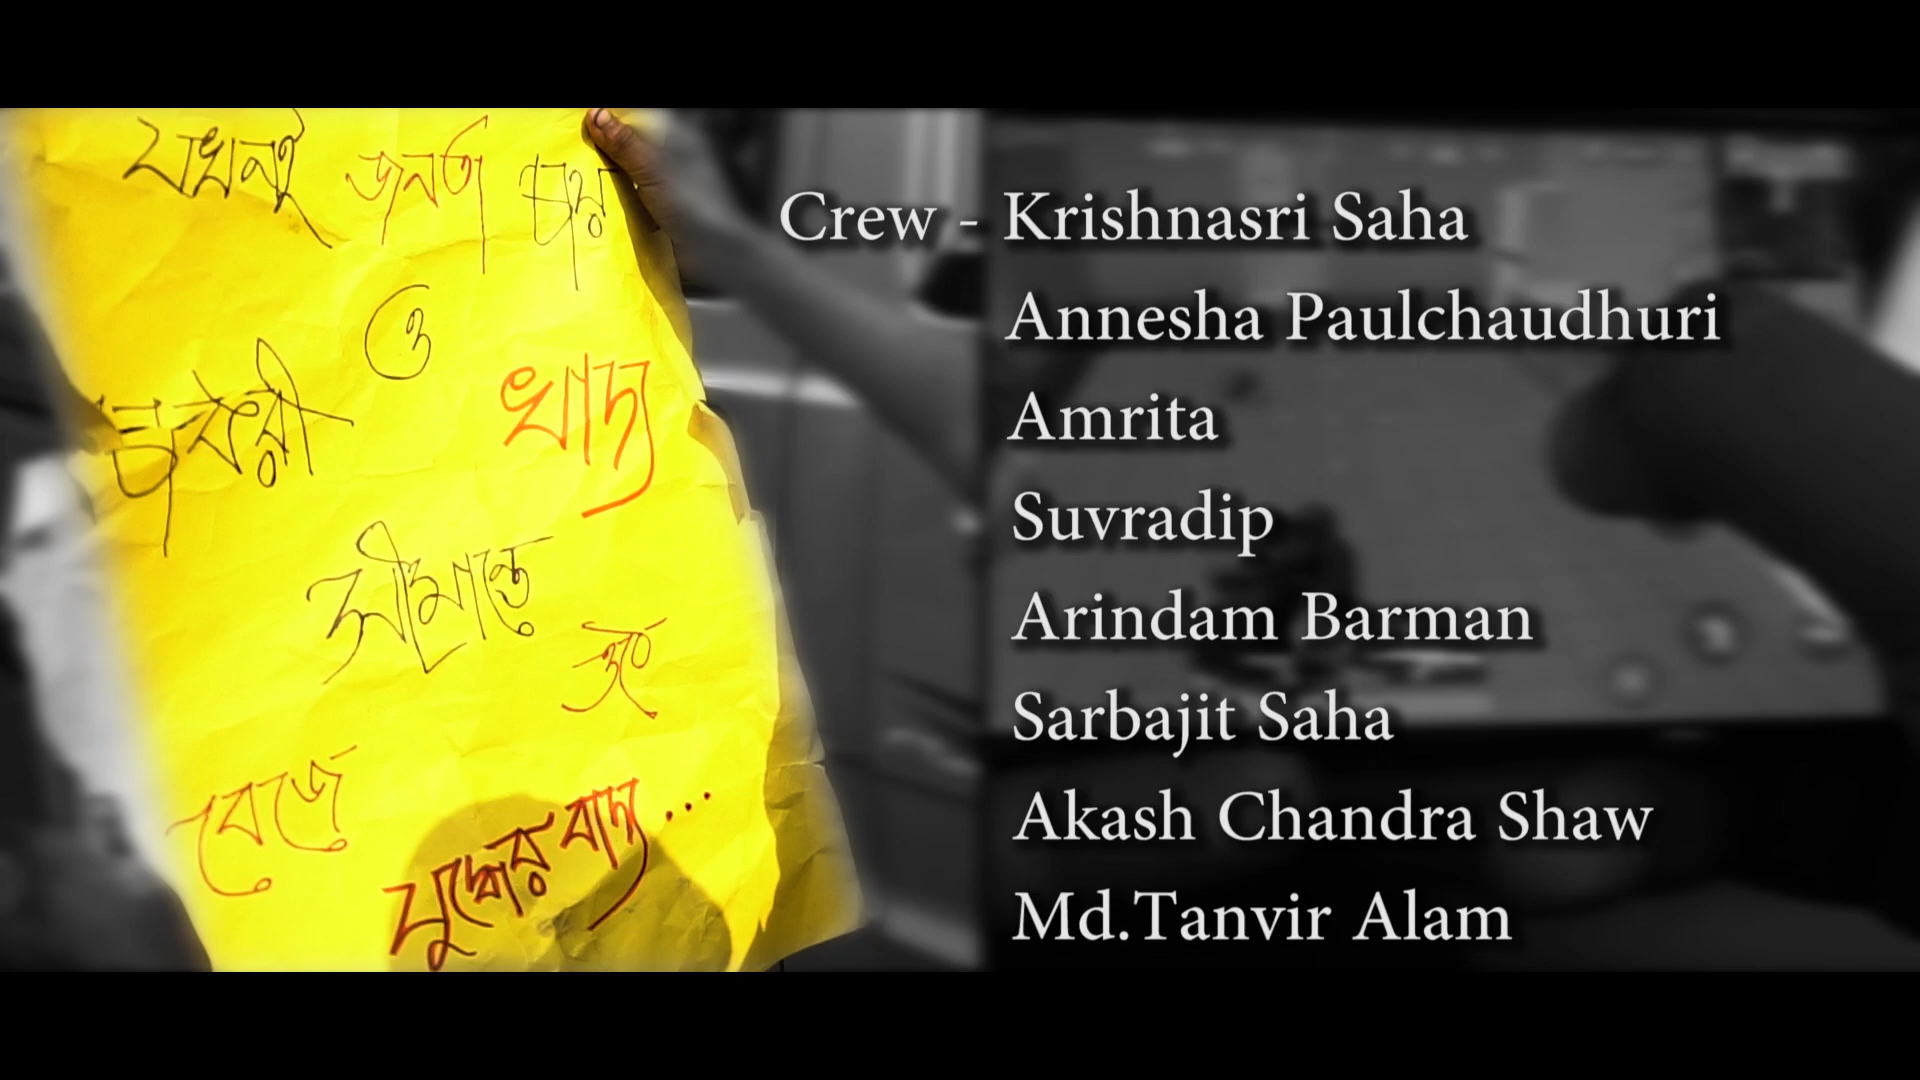 যখনই জনতা চায়
ও
চাকরী খাদ্য
সীমান্তে
ওঠে
বেজে
যুদ্ধের বাদ্য...
Crew - Krishnasri Saha
Annesha Paulchaudhuri
Amrita
Suvradip
Arindam Barman
Sarbajit Saha
Akash Chandra Shaw
Md.Tanvir Alam